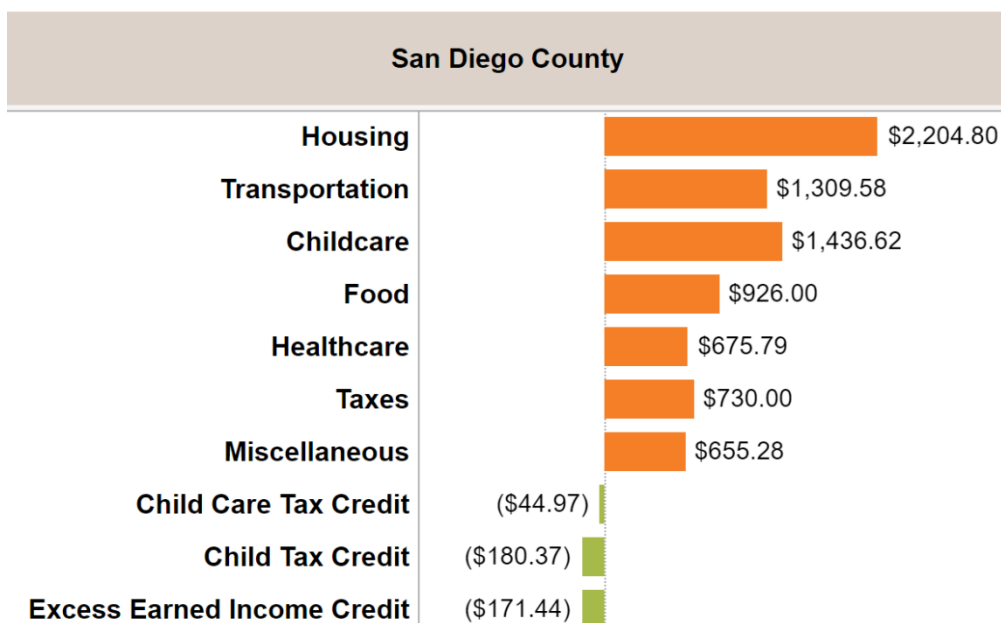 San Diego County
Housing $2,204.80
Transportation $1,309.58
Childcare $1,436.62
Food $926.00
Healthcare $675.79
Taxes $730.00
Miscellaneous $655.28
Child Care Tax Credit ($44.97)
Child Tax Credit ($180.37)
Excess Earned Income Credit ($171.44)